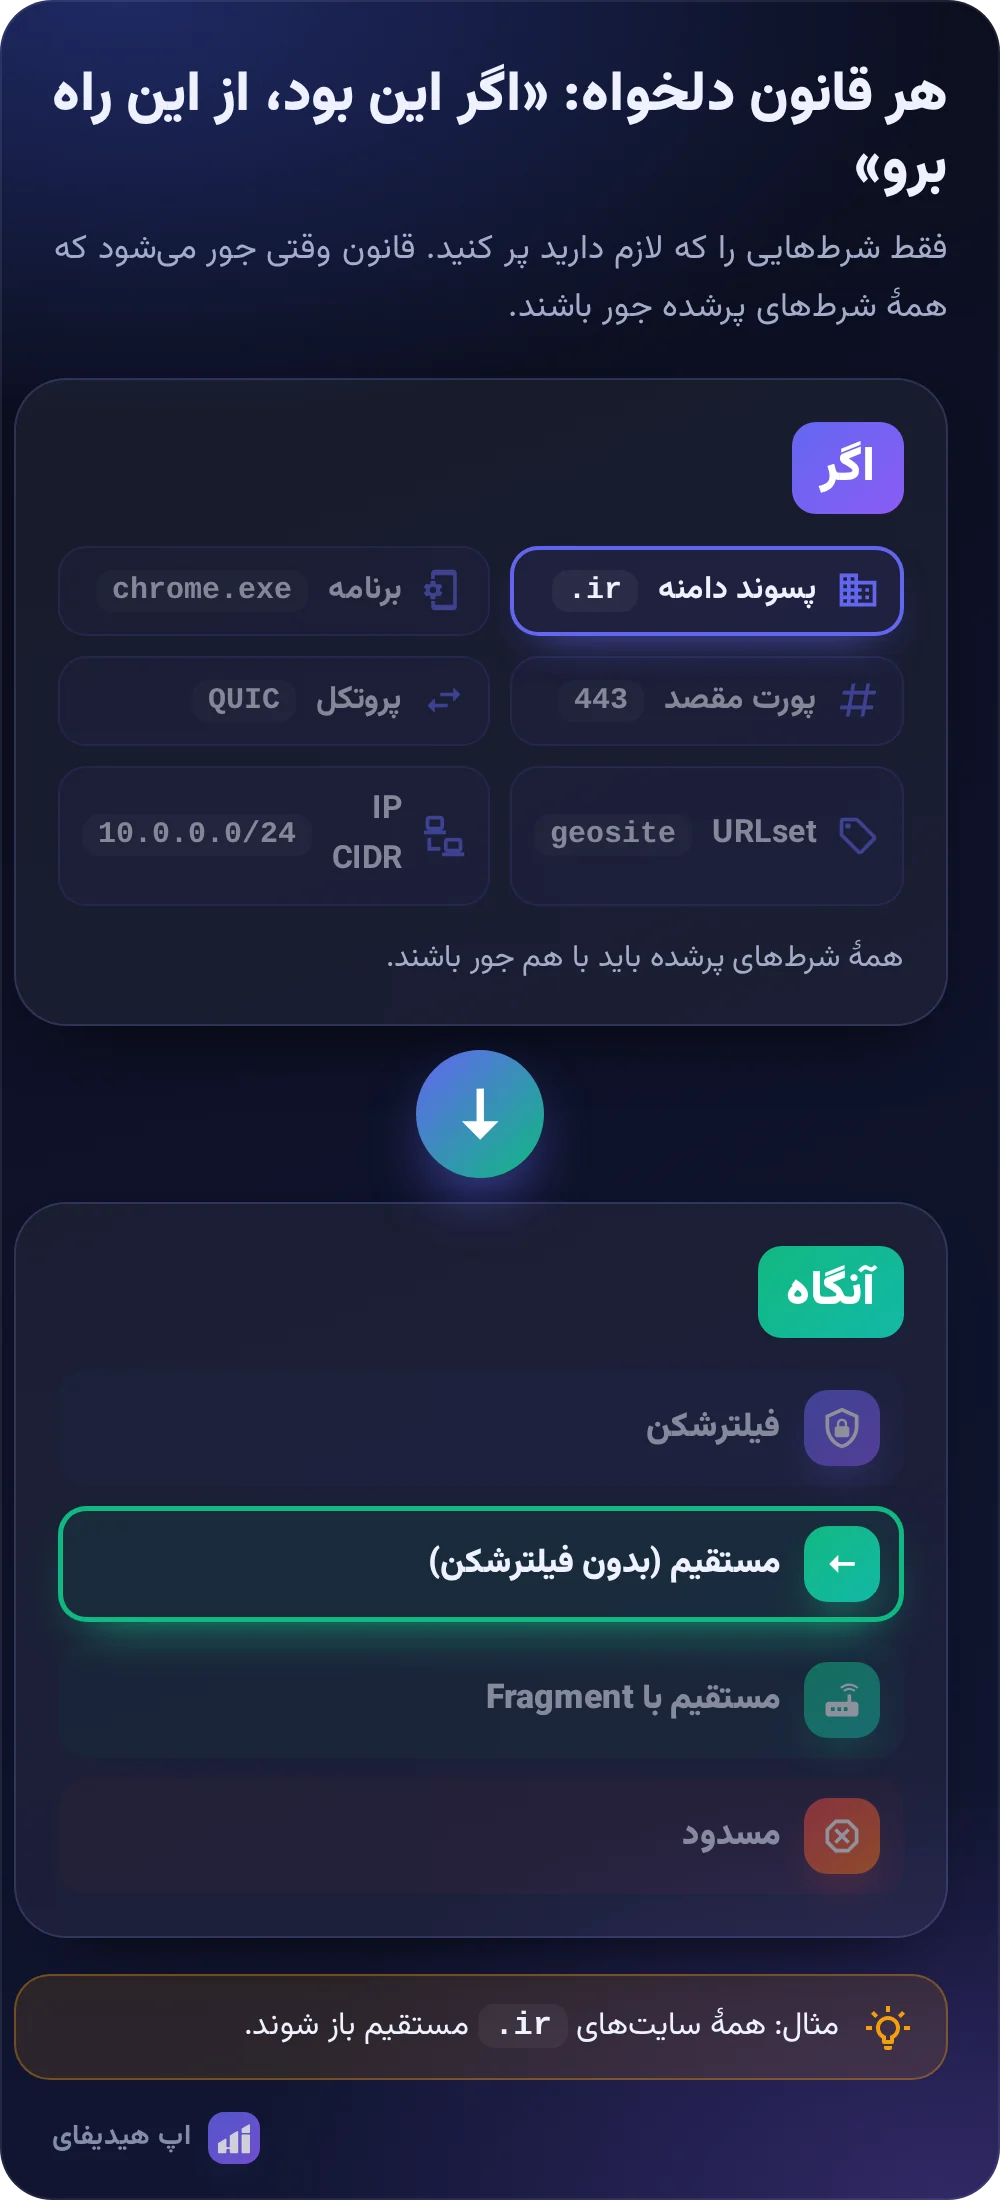 هر قانون دلخواه: «اگر این بود، از این راه
برو»
فقط شرط‌هایی را که لازم دارید پر کنید. قانون وقتی جور می‌شود که
همهٔ شرط‌های پرشده جور باشند.
اگر
پسوند دامنه .ir
برنامه chrome.exe
پورت مقصد 443
پروتکل QUIC
URLset geosite
IP
CIDR 10.0.0.0/24
همهٔ شرط‌های پرشده باید با هم جور باشند.
آنگاه
فیلترشکن
مستقیم (بدون فیلترشکن)
مستقیم با Fragment
مسدود
مثال: همهٔ سایت‌های .ir مستقیم باز شوند.
اپ هیدیفای